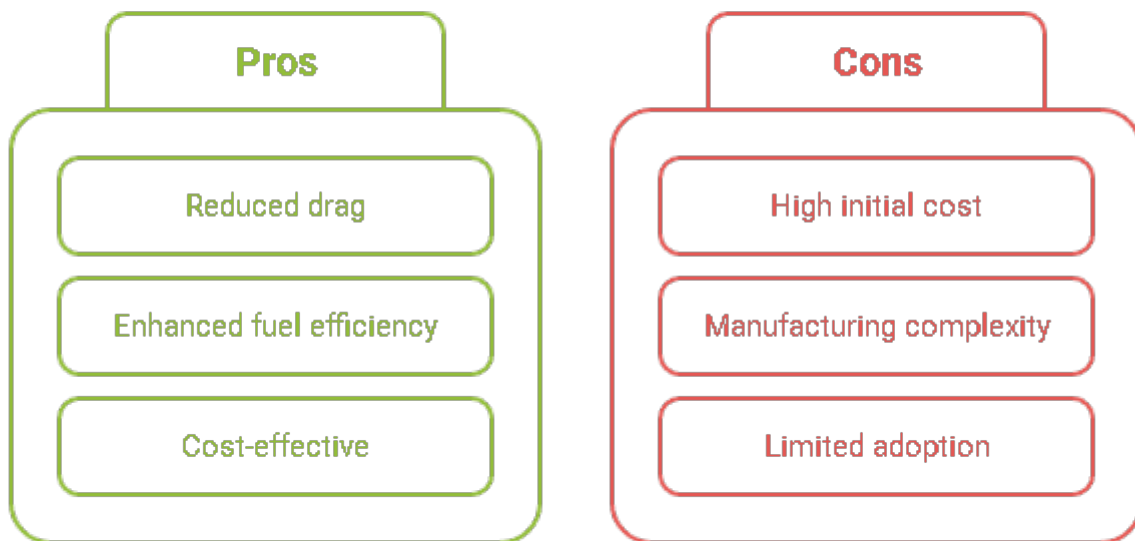 Pros
Reduced drag
Enhanced fuel efficiency
Cost-effective
Cons
High initial cost
Manufacturing complexity
Limited adoption